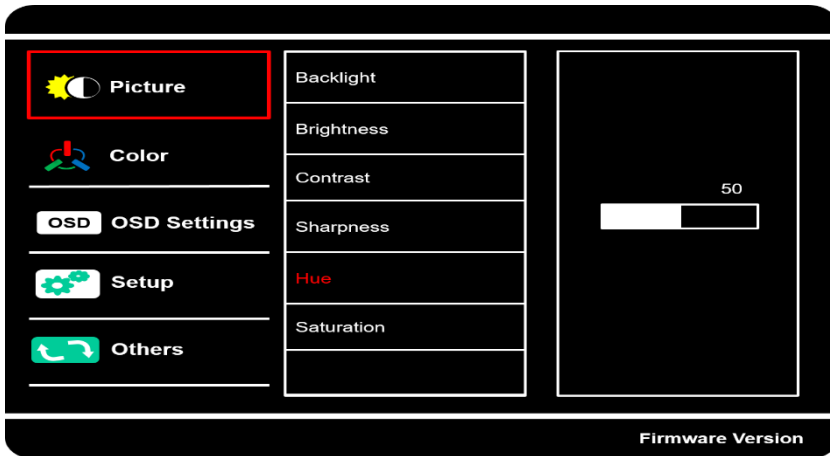 Picture
Color
OSD OSD Settings
Setup
Others
Backlight
Brightness
Contrast
Sharpness
Hue
Saturation
50
Firmware Version